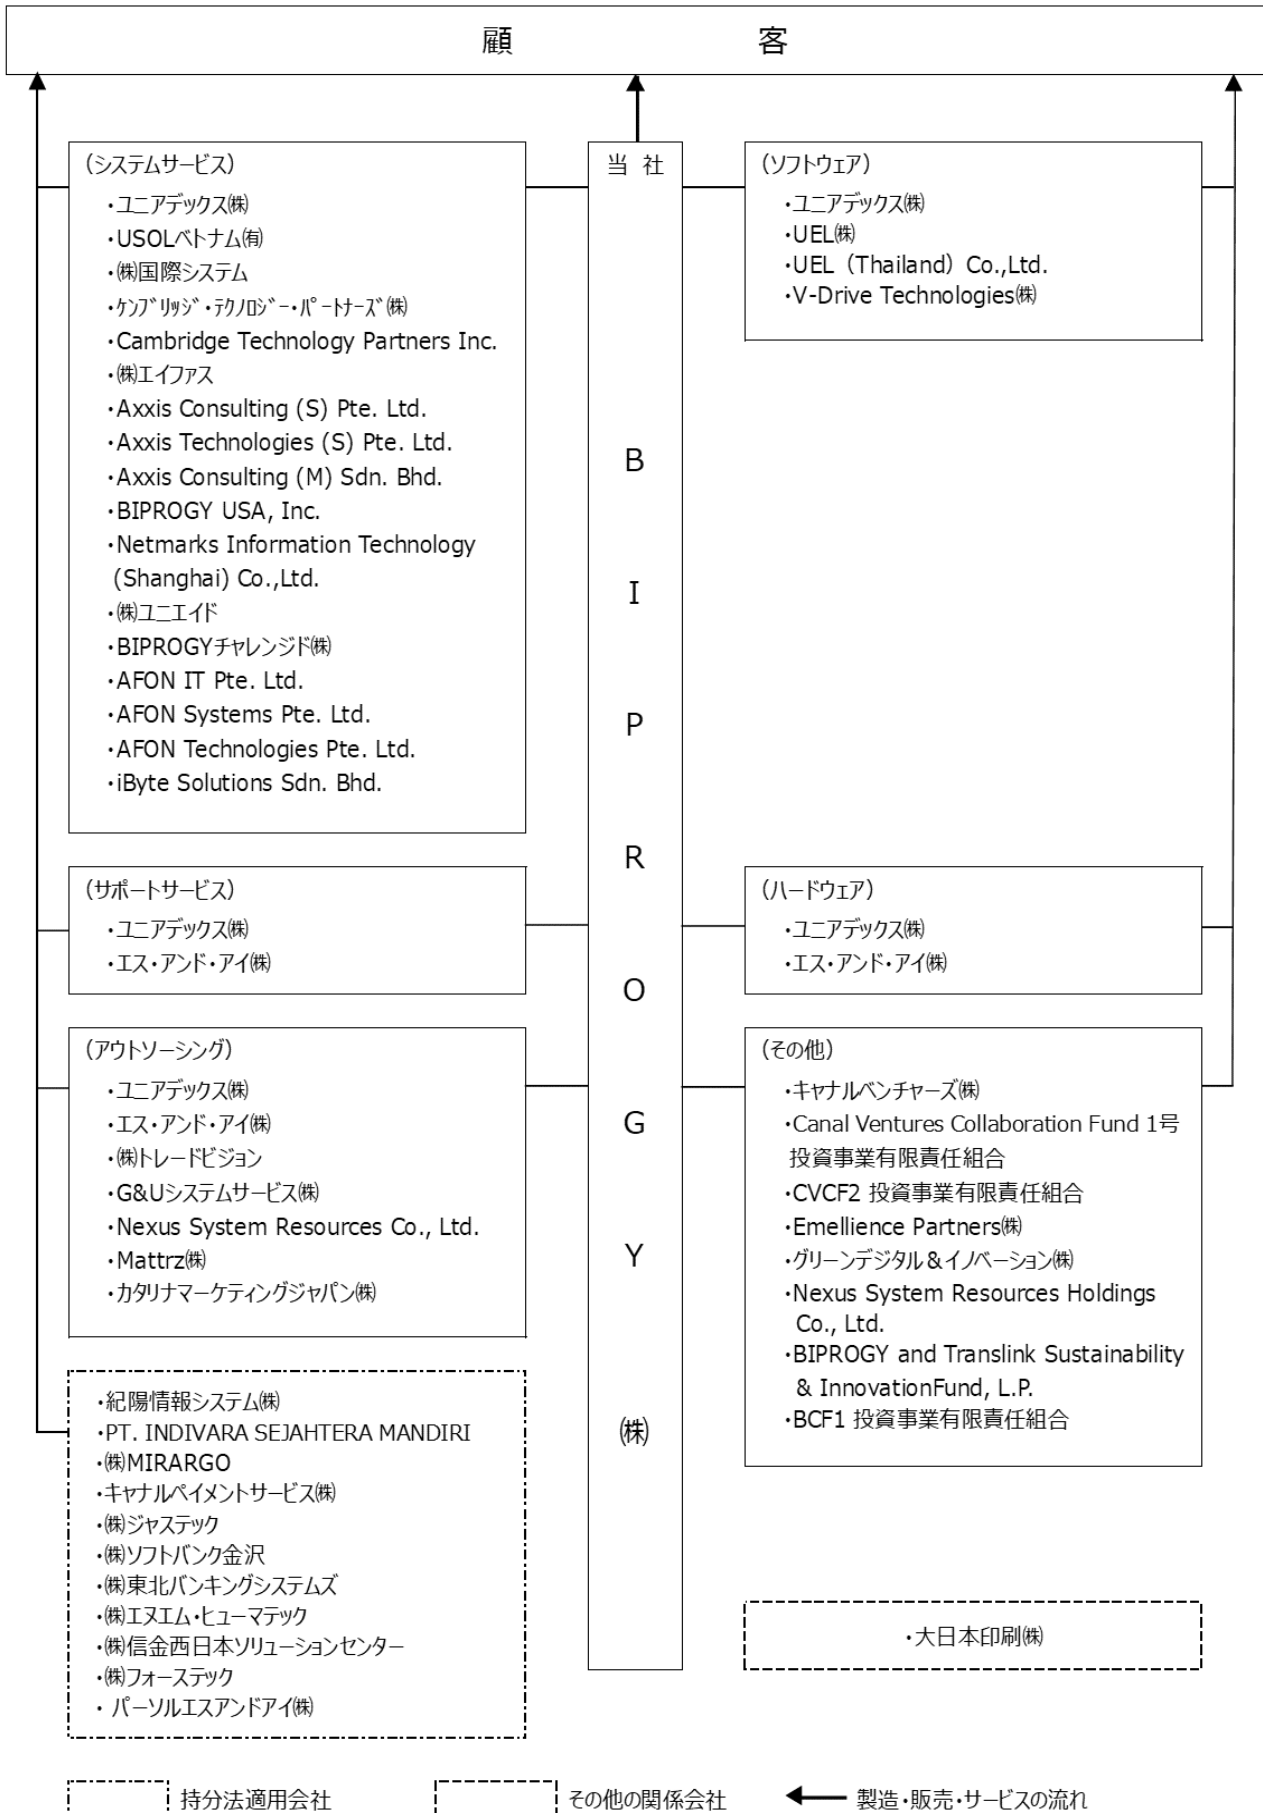 顧 客
(システムサービス)
・ユニアデックス㈱
・USOLベトナム㈲
・㈱国際システム
・ｹﾝﾌﾞﾘｯｼﾞ・ﾃｸﾉﾛｼﾞｰ・ﾊﾟｰﾄﾅｰｽﾞ㈱
・Cambridge Technology Partners Inc.
・㈱エイファス
・Axxis Consulting (S) Pte. Ltd.
・Axxis Technologies (S) Pte. Ltd.
・Axxis Consulting (M) Sdn. Bhd.
・BIPROGY USA, Inc.
・Netmarks Information Technology
(Shanghai) Co.,Ltd.
・㈱ユニエイド
・BIPROGYチャレンジド㈱
・AFON IT Pte. Ltd.
・AFON Systems Pte. Ltd.
・AFON Technologies Pte. Ltd.
・iByte Solutions Sdn. Bhd.
(サポートサービス)
・ユニアデックス㈱
・エス・アンド・アイ㈱
(アウトソーシング)
・ユニアデックス㈱
・エス・アンド・アイ㈱
・㈱トレードビジョン
・G&Uシステムサービス㈱
・Nexus System Resources Co., Ltd.
・Mattrz㈱
・カタリナマーケティングジャパン㈱
・紀陽情報システム㈱
・PT. INDIVARA SEJAHTERA MANDIRI
・㈱MIRARGO
・キャナルペイメントサービス㈱
・㈱ジャステック
・㈱ソフトバンク金沢
・㈱東北バンキングシステムズ
・㈱エヌエム・ヒューマテック
・㈱信金西日本ソリューションセンター
・㈱フォーステック
・ パーソルエスアンドアイ㈱
当 社
B
I
P
R
O
G
Y
㈱
(ソフトウェア)
・ユニアデックス㈱
・UEL㈱
・UEL（Thailand）Co.,Ltd.
・V-Drive Technologies㈱
(ハードウェア)
・ユニアデックス㈱
・エス・アンド・アイ㈱
(その他)
・キャナルベンチャーズ㈱
・Canal Ventures Collaboration Fund 1号
投資事業有限責任組合
・CVCF2 投資事業有限責任組合
・Emellience Partners㈱
・グリーンデジタル＆イノベーション㈱
・Nexus System Resources Holdings
Co., Ltd.
・BIPROGY and Translink Sustainability
& InnovationFund, L.P.
・BCF1 投資事業有限責任組合
・大日本印刷㈱
持分法適用会社
その他の関係会社
製造・販売・サービスの流れ